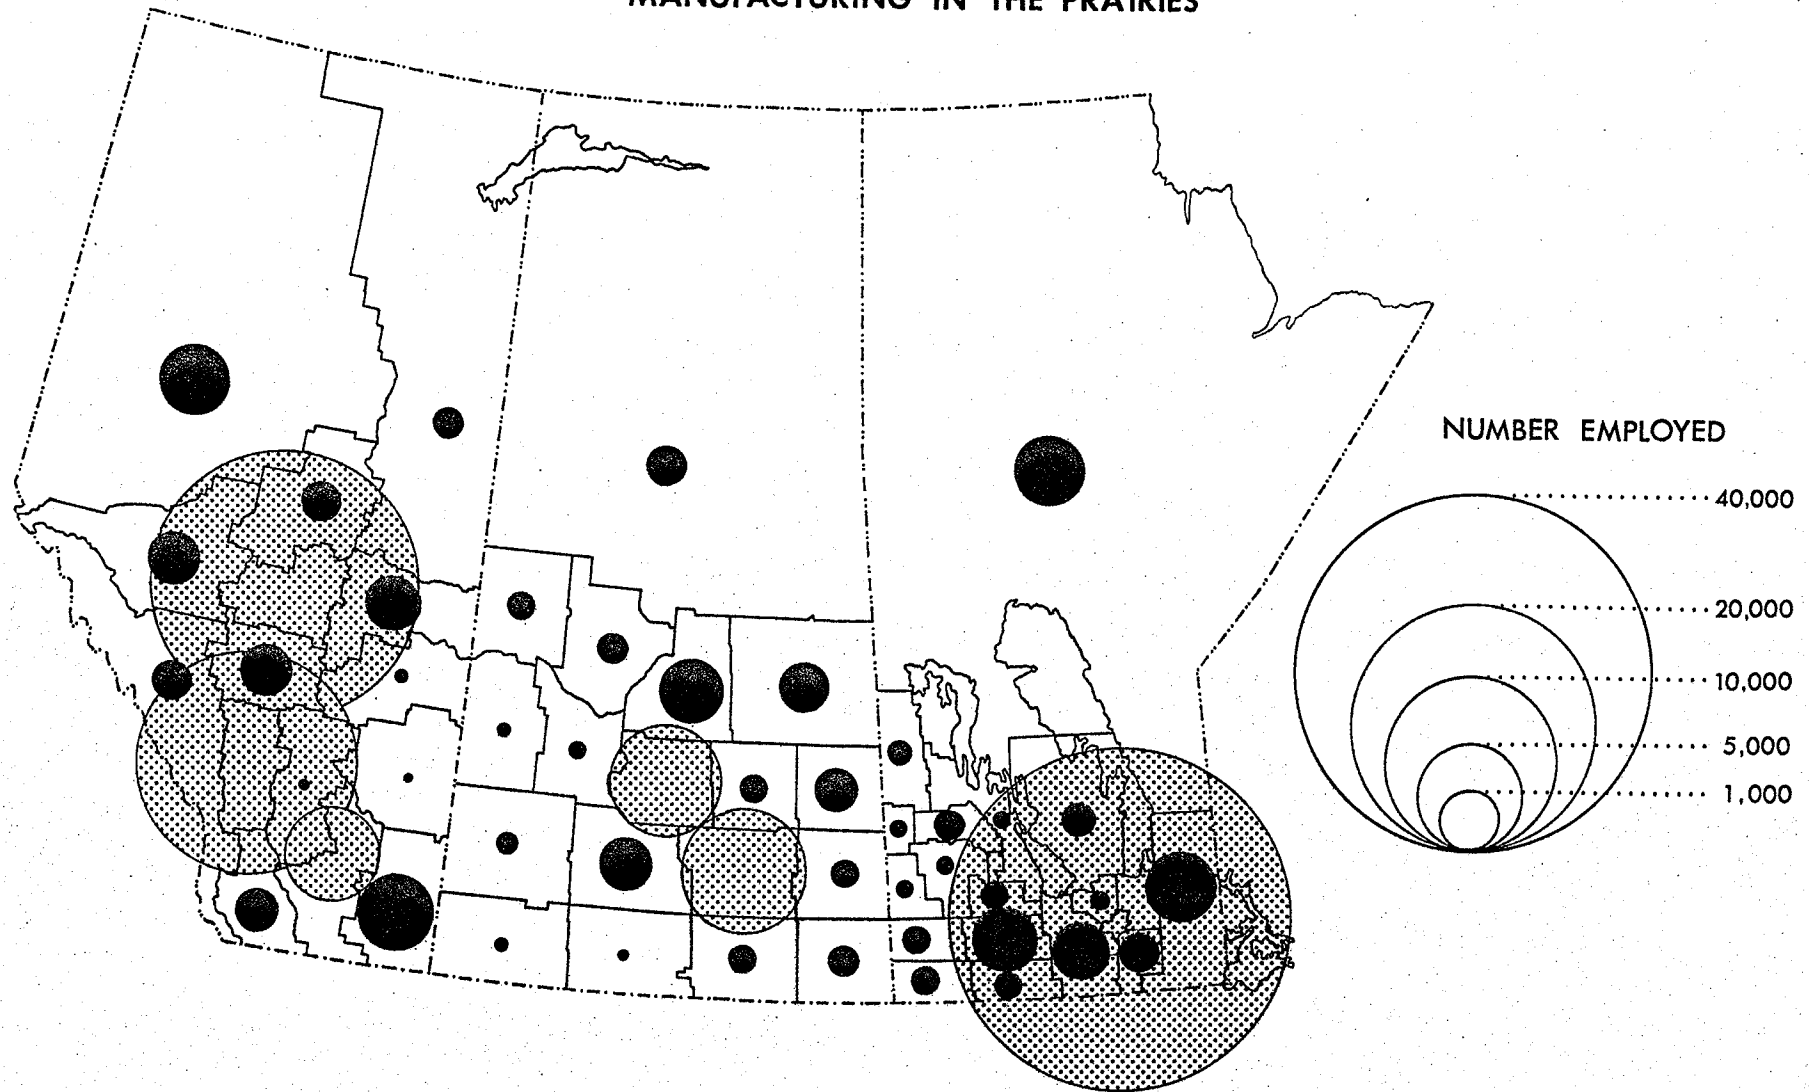 MANUFACTURING IN THE PRAIRIES
NUMBER EMPLOYED
40,000
20,000
10,000
5,000
1,000